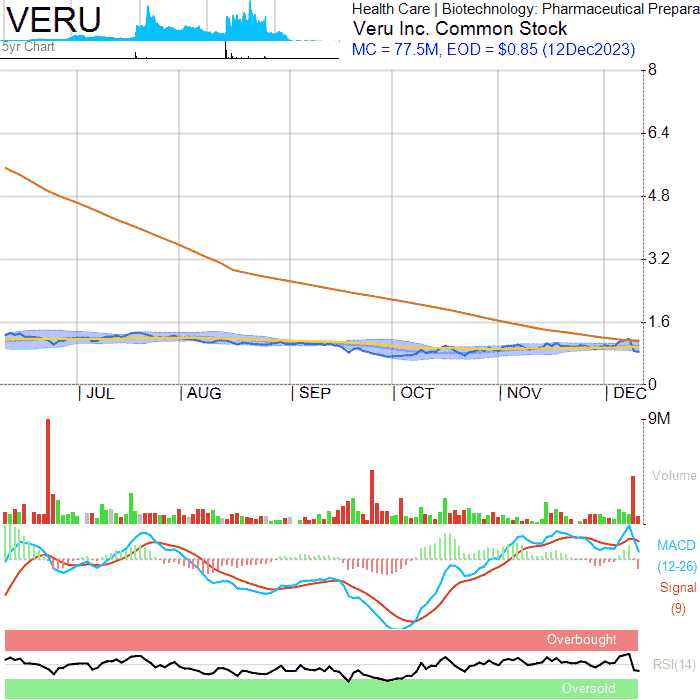 VERU
5yr Chart
Health Care | Biotechnology: Pharmaceutical Prepara
Veru Inc. Common Stock
MC = 77.5M, EOD = $0.85 (12Dec2023)
8
6.4
4.8
3.2
1.6
0
| JUL | AUG | SEP | OCT | NOV | DEC
9M
Volume
MACD
(12-26)
Signal
(9)
Overbought
RSI(14)
Oversold